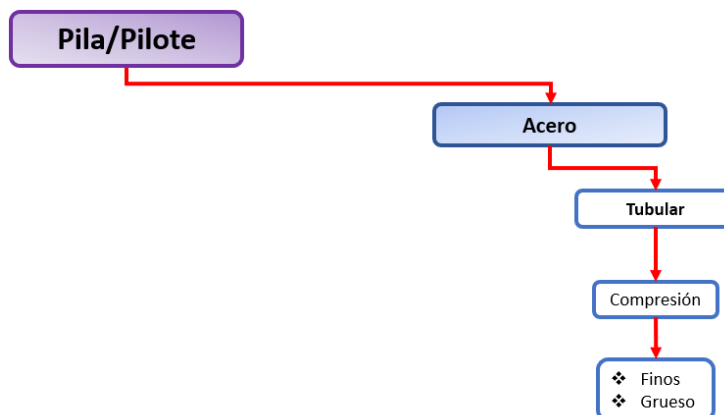 Pila/Pilote
Acero
Tubular
Compresión
❖ Finos
❖ Grueso